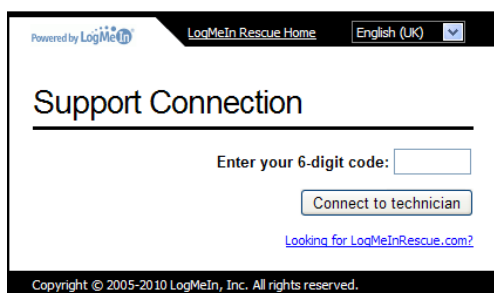 Powered by LogMeIn LogMeIn Rescue Home English (UK)
Support Connection
Enter your 6-digit code:
Connect to technician
Looking for LogMeInRescue.com?
Copyright © 2005-2010 LogMeIn, Inc. All rights reserved.